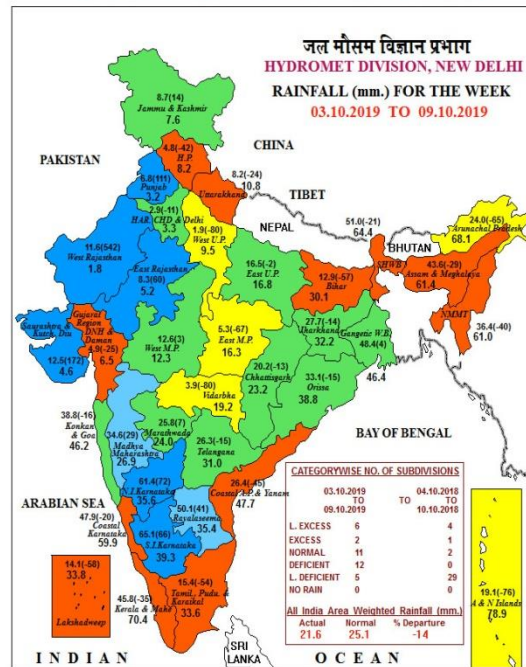 जल मौसम विज्ञान प्रभाग
HYDROMET DIVISION, NEW DELHI
RAINFALL (mm.) FOR THE WEEK
03.10.2019 TO 09.10.2019
8.7(14)
Jammu & Kashmir
7.6
CHINA
PAKISTAN
4.8(-42)
H.P.
8.2
8.2(-24)
10.8
Uttarakhand
TIBET
6.8(111)
Punjab
3.2
2.9(-11)
HAR. CHD & Delhi
3.3
NEPAL
1.9(-80)
West U.P.
9.5
51.0(-21)
64.4
BHUTAN
24.0(-65)
Arunachal Pradesh
68.1
11.6(542)
West Rajasthan
1.8
East Rajasthan
8.3(60)
5.2
16.5(-2)
East U.P.
16.8
12.9(-57)
Bihar
30.1
SHWB
43.6(-29)
Assam & Meghalaya
61.4
NMMT
36.4(-40)
61.0
Saurashtra &
Kutch, Diu
12.5(172)
4.6
Gujarat
Region
DNH &
Daman
4.9(-25)
6.5
12.6(3)
West M.P.
12.3
5.3(-67)
East M.P.
16.3
27.7(-14)
Jharkhand
32.2
Gangetic W.B.
48.4(4)
46.4
20.2(-13)
Chhattisgarh
23.2
33.1(-15)
Orissa
38.8
3.9(-80)
Vidarbha
19.2
38.8(-16)
Konkan
& Goa
46.2
34.6(29)
Madhya
Maharashtra
26.9
25.8(7)
Marathwada
24.0
26.3(-15)
Telangana
31.0
BAY OF BENGAL
ARABIAN SEA
61.4(72)
N.I.Karnataka
35.6
26.4(-45)
Coastal A.P. & Yanam
47.7
50.1(41)
Rayalaseema
35.4
47.9(-20)
Coastal
Karnataka
59.9
65.1(66)
S.I.Karnataka
39.3
14.1(-58)
33.8
Lakshadweep
45.8(-35)
Kerala & Mahe
70.4
15.4(-54)
Tamil, Pudu. &
Karaikal
33.6
CATEGORYWISE NO. OF SUBDIVISIONS
03.10.2019 04.10.2018
TO TO
09.10.2019 10.10.2018
L. EXCESS 6 4
EXCESS 2 1
NORMAL 11 2
DEFICIENT 12 0
L. DEFICIENT 5 29
NO RAIN 0 0
All India Area Weighted Rainfall (mm.)
Actual Normal % Departure
21.6 25.1 -14
19.1(-76)
A & N Islands
78.9
SRI
LANKA
INDIAN OCEAN